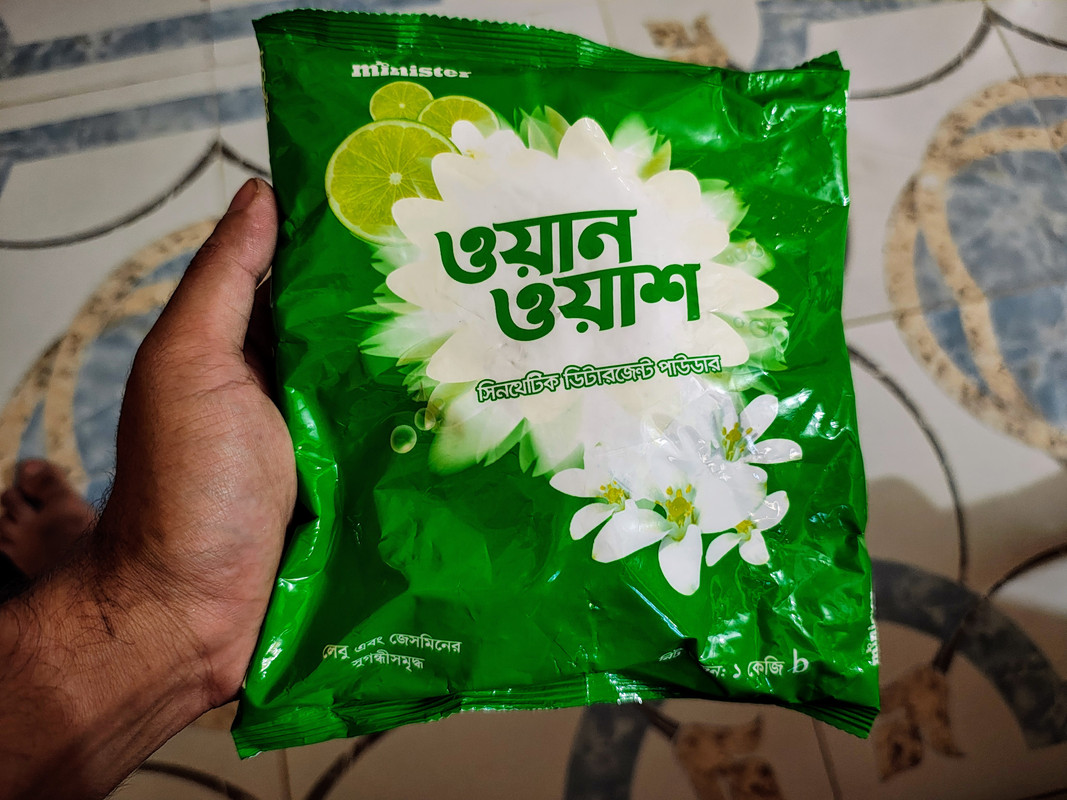 minister
ওয়ান
ওয়াশ
সিনথেটিক ডিটারজেন্ট পাউডার
লেবু এবং জেসমিনের
সুগন্ধীসমৃদ্ধ
১ কেজি